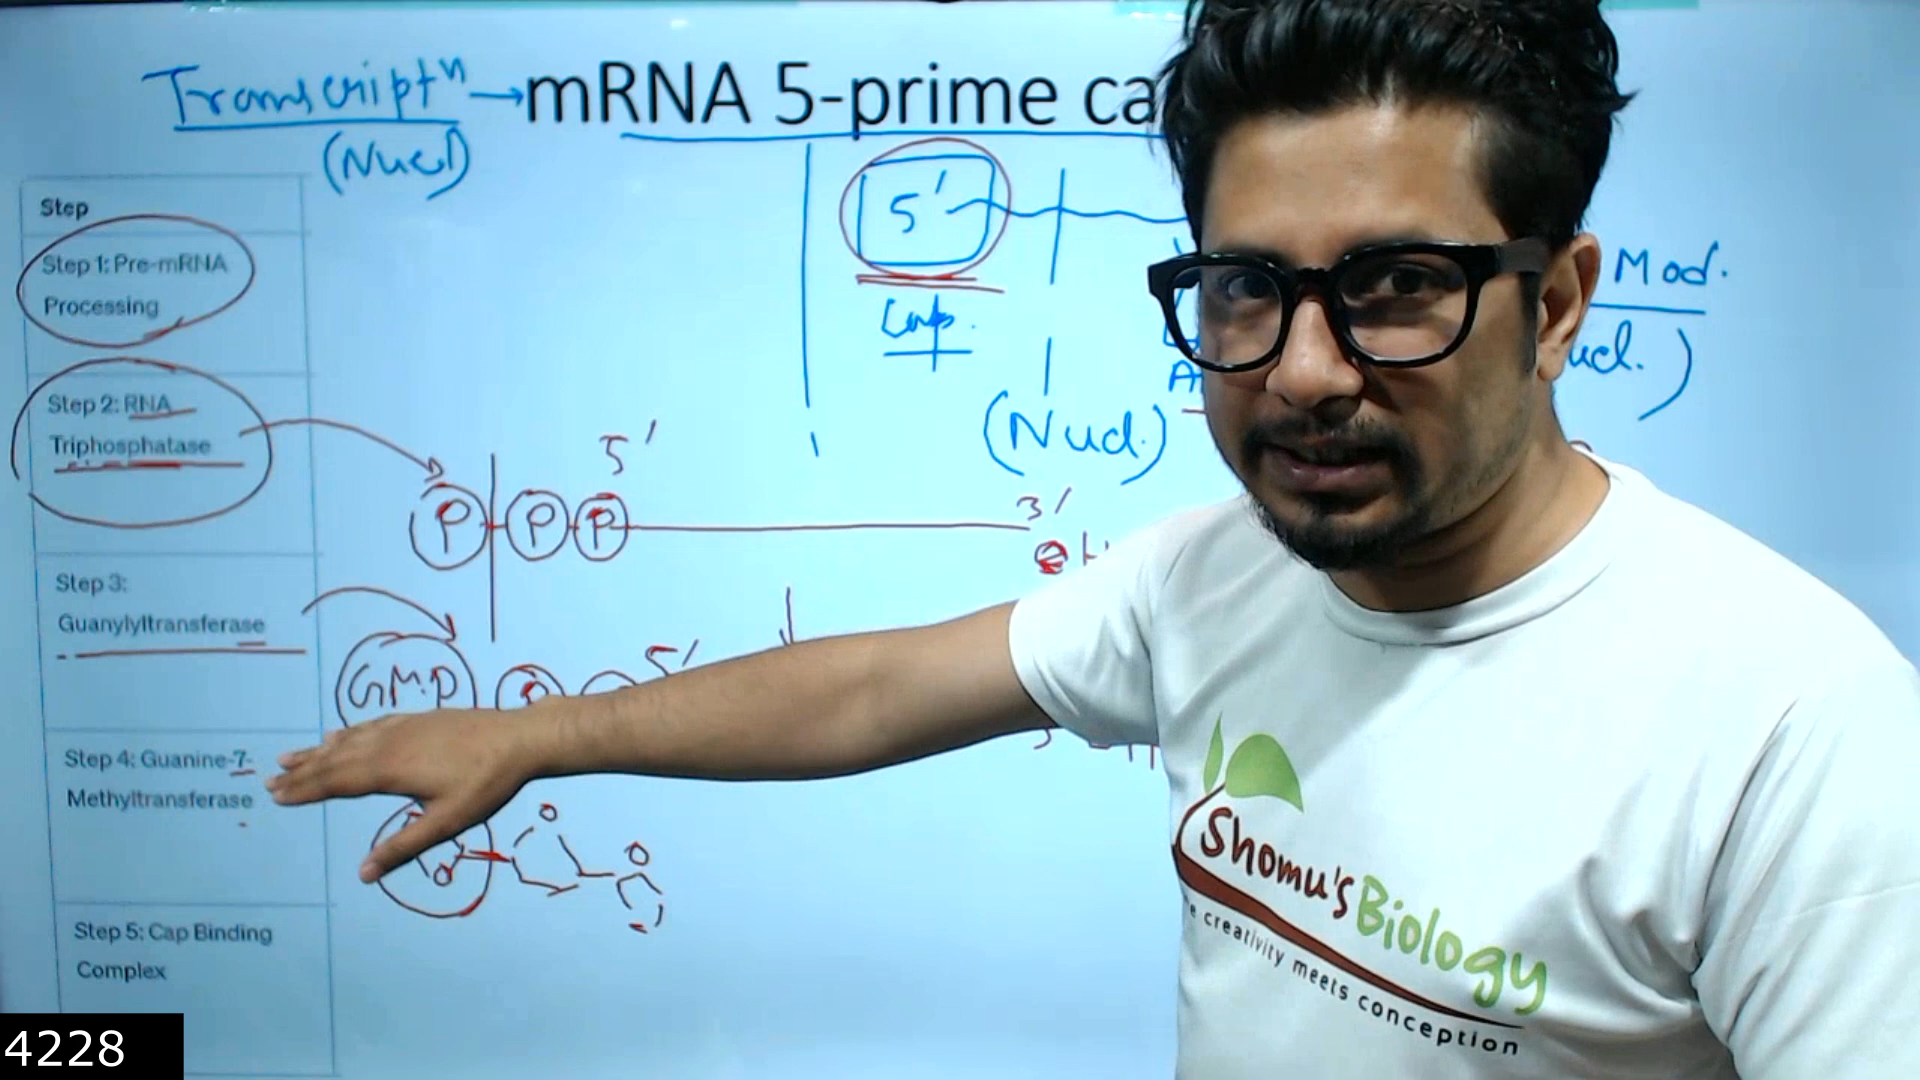 Transcriptⁿ → mRNA 5-prime ca
(Nucl)
Step
Step 1: Pre-mRNA
Processing
Step 2: RNA
Triphosphatase
Step 3:
Guanylyltransferase
Step 4: Guanine-7-
Methyltransferase
Step 5: Cap Binding
Complex
5'
Cap.
(Nucl.)
A
Mod.
ucl.)
5'
P P P
3'
GMP
5'
O
O
Shomu's Biology
e creativity meets conception
4228